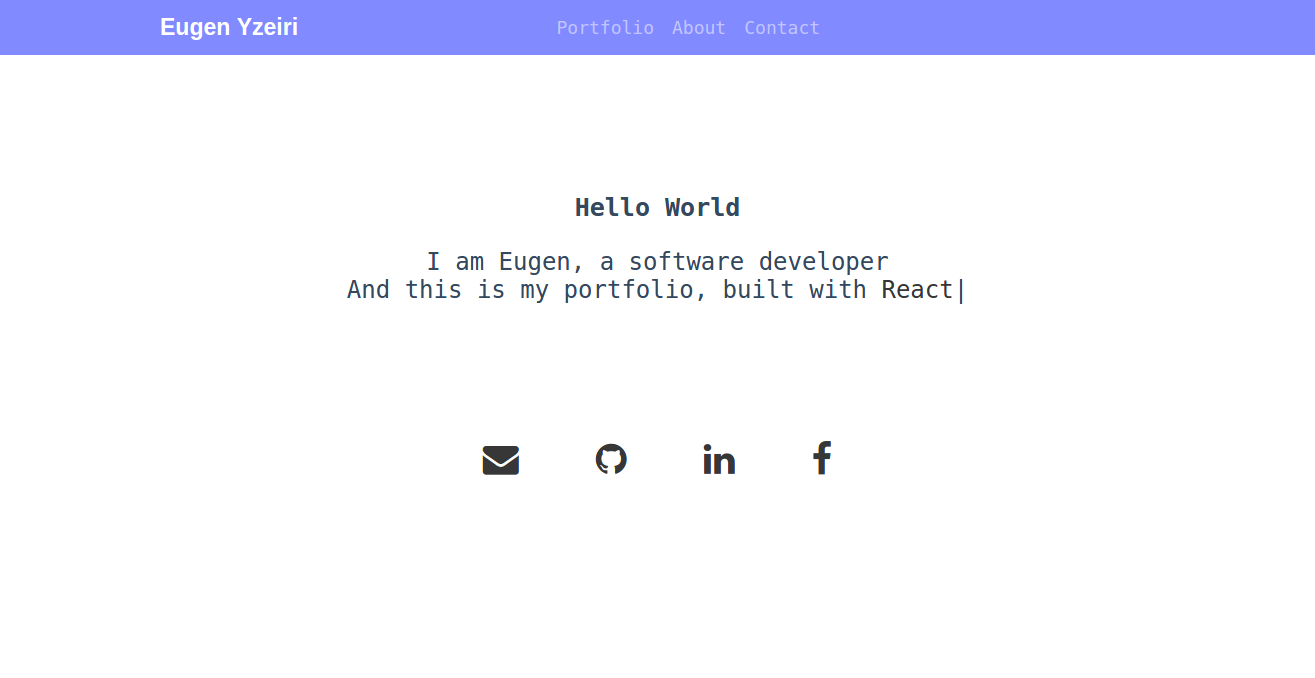 Eugen Yzeiri
Portfolio About Contact
Hello World
I am Eugen, a software developer
And this is my portfolio, built with React|